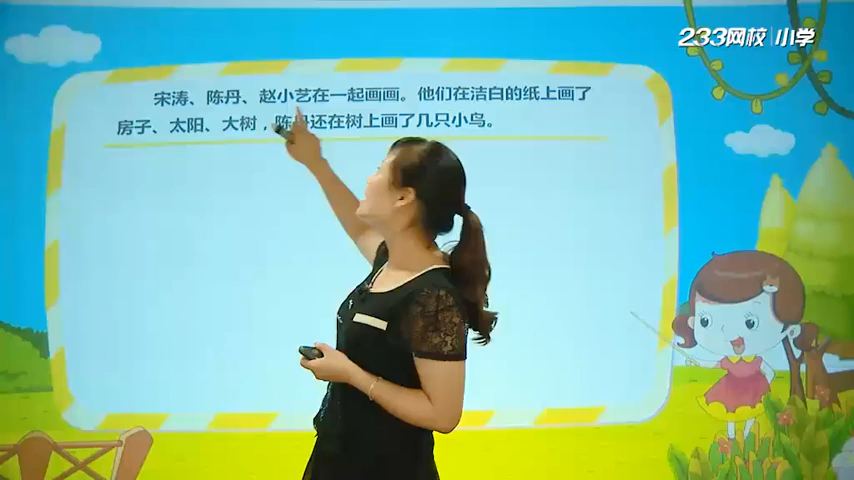 233网校 小学
宋涛、陈丹、赵小艺在一起画画。他们在洁白的纸上画了
房子、太阳、大树，陈丹还在树上画了几只小鸟。